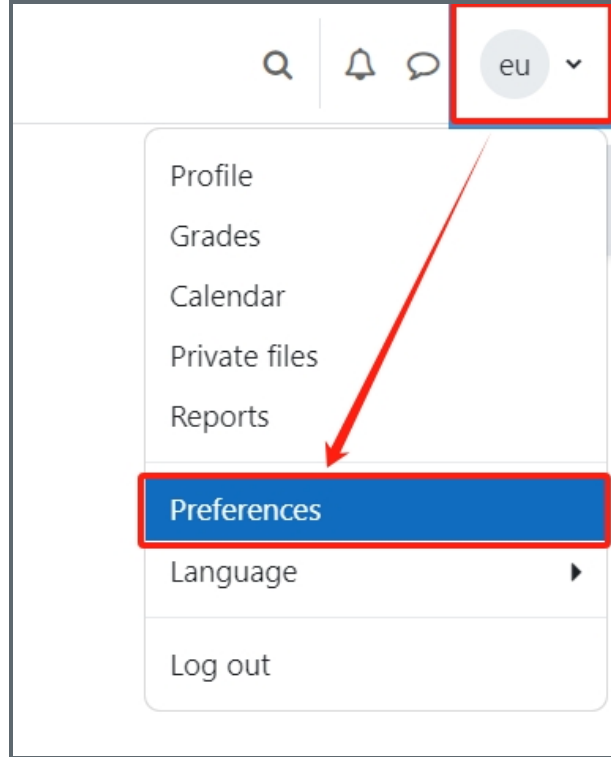 eu
Profile
Grades
Calendar
Private files
Reports
Preferences
Language
Log out